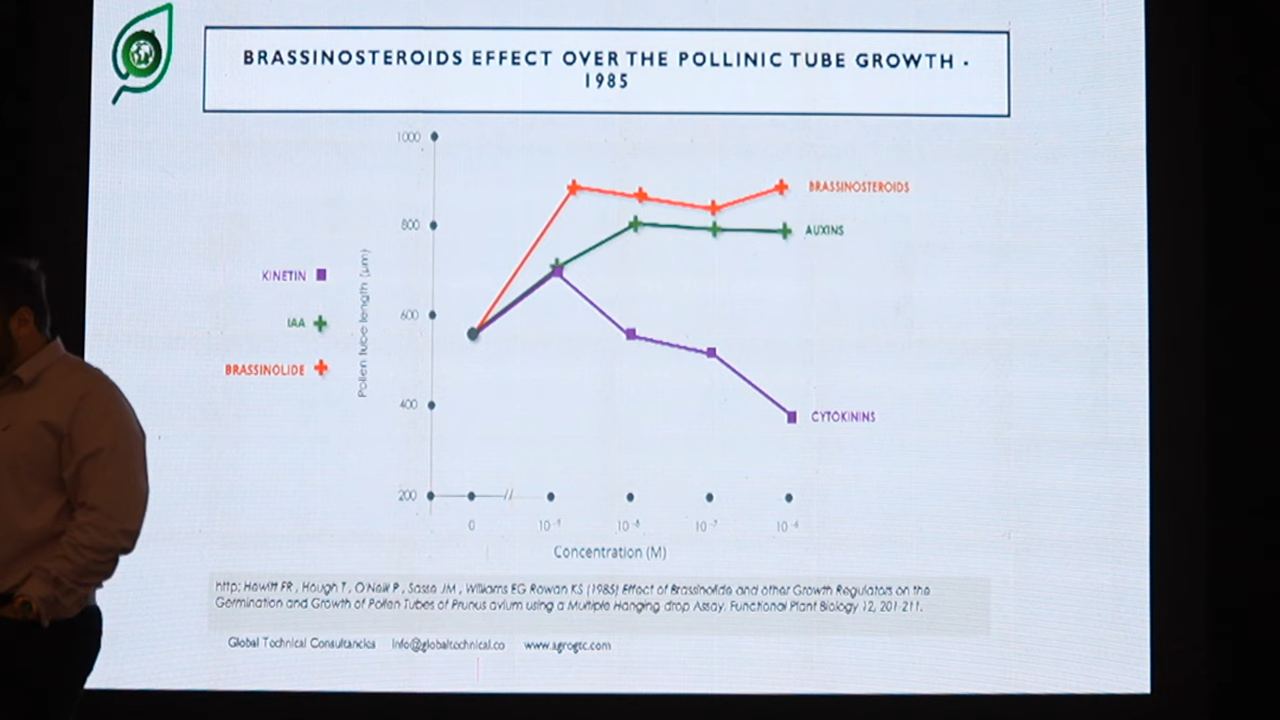 BRASSINOSTEROIDS EFFECT OVER THE POLLINIC TUBE GROWTH -
1985
1000
BRASSINOSTEROIDS
800
AUXINS
KINETIN
Pollen tube length (µm)
600
IAA
BRASSINOLIDE
400
CYTOKININS
200
0
Concentration (M)
http: Hewitt FR, Hough T, O'Neill P, Sasse JM, Williams EG Rowan KS (1985) Effect of Brassinolide and other Growth Regulators on the
Germination and Growth of Pollen Tubes of Prunus avium using a Multiple Hanging drop Assay. Functional Plant Biology 12, 201-211.
Global Technical Consultancies info@globaltechnical.co www.agrogtc.com